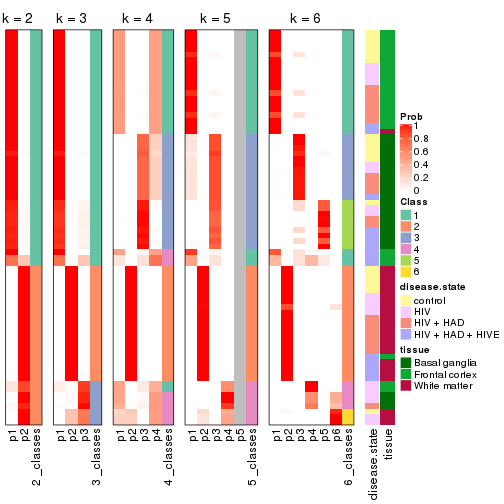 k = 2 k = 3 k = 4 k = 5 k = 6
Prob
1
0.8
0.6
0.4
0.2
0
Class
1
2
3
4
5
6
disease.state
control
HIV
HIV + HAD
HIV + HAD + HIVE
tissue
Basal ganglia
Frontal cortex
White matter
p1 p2 2_classes p1 p2 p3 3_classes p1 p2 p3 p4 4_classes p1 p2 p3 p4 p5 5_classes p1 p2 p3 p4 p5 p6 6_classes disease.state tissue